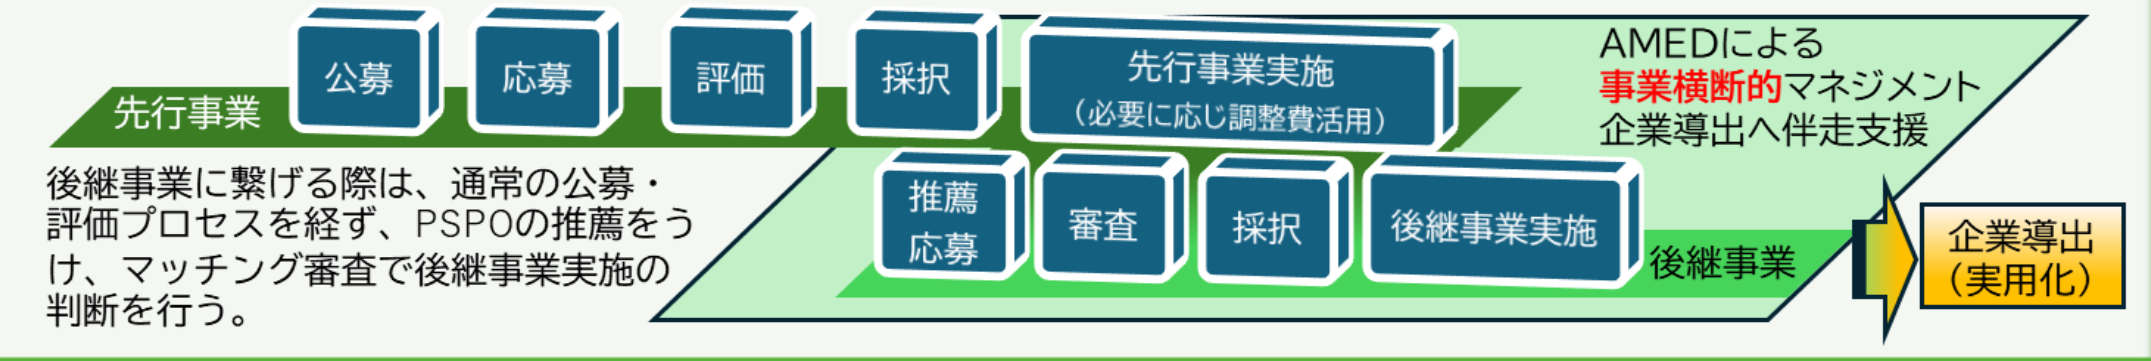 先行事業
公募
応募
評価
採択
先行事業実施
（必要に応じ調整費活用）
AMEDによる
事業横断的マネジメント
企業導出へ伴走支援
後継事業に繋げる際は、通常の公募・
評価プロセスを経ず、PSPOの推薦をう
け、マッチング審査で後継事業実施の
判断を行う。
推薦
応募
審査
採択
後継事業実施
後継事業
企業導出
（実用化）